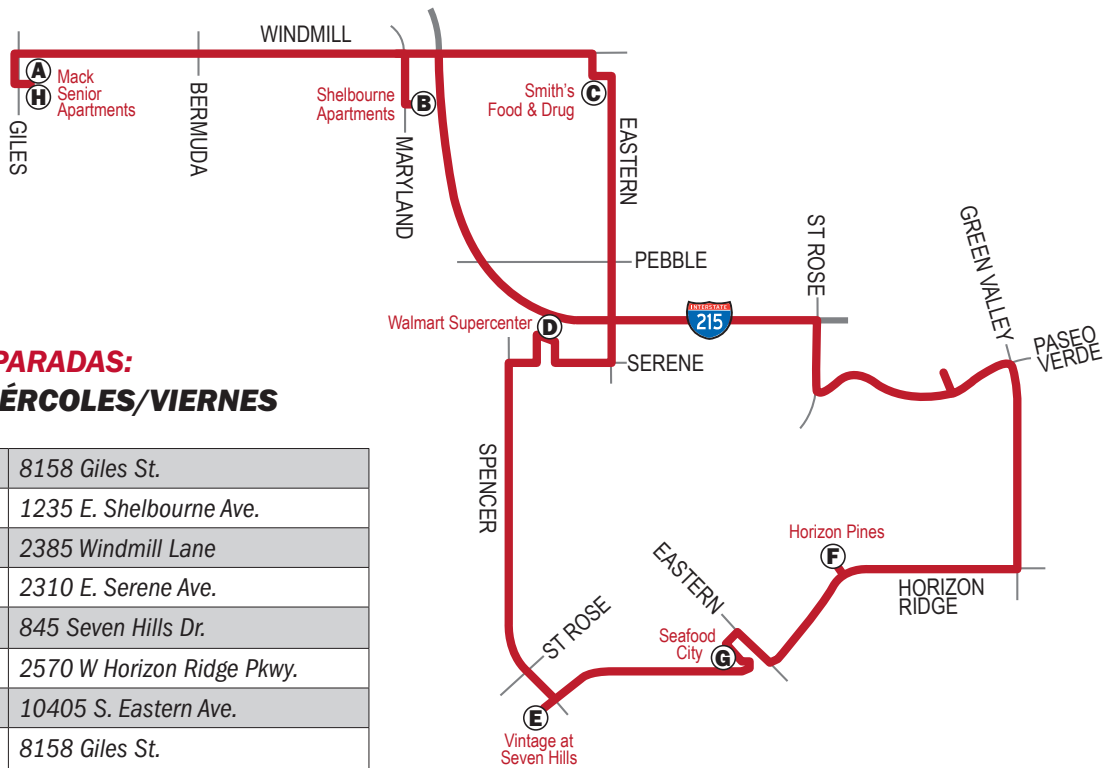 WINDMILL
A
H
Mack
Senior
Apartments
GILES
BERMUDA
Shelbourne
Apartments
B
MARYLAND
Smith's
Food & Drug
C
EASTERN
PEBBLE
ST ROSE
GREEN VALLEY
PASEO
VERDE
INTERSTATE
215
Walmart Supercenter
D
SERENE
SPENCER
EASTERN
Horizon Pines
F
HORIZON
RIDGE
ST ROSE
Seafood
City
G
E
Vintage at
Seven Hills
PARADAS:
ÉRCOLES/VIERNES
8158 Giles St.
1235 E. Shelbourne Ave.
2385 Windmill Lane
2310 E. Serene Ave.
845 Seven Hills Dr.
2570 W Horizon Ridge Pkwy.
10405 S. Eastern Ave.
8158 Giles St.